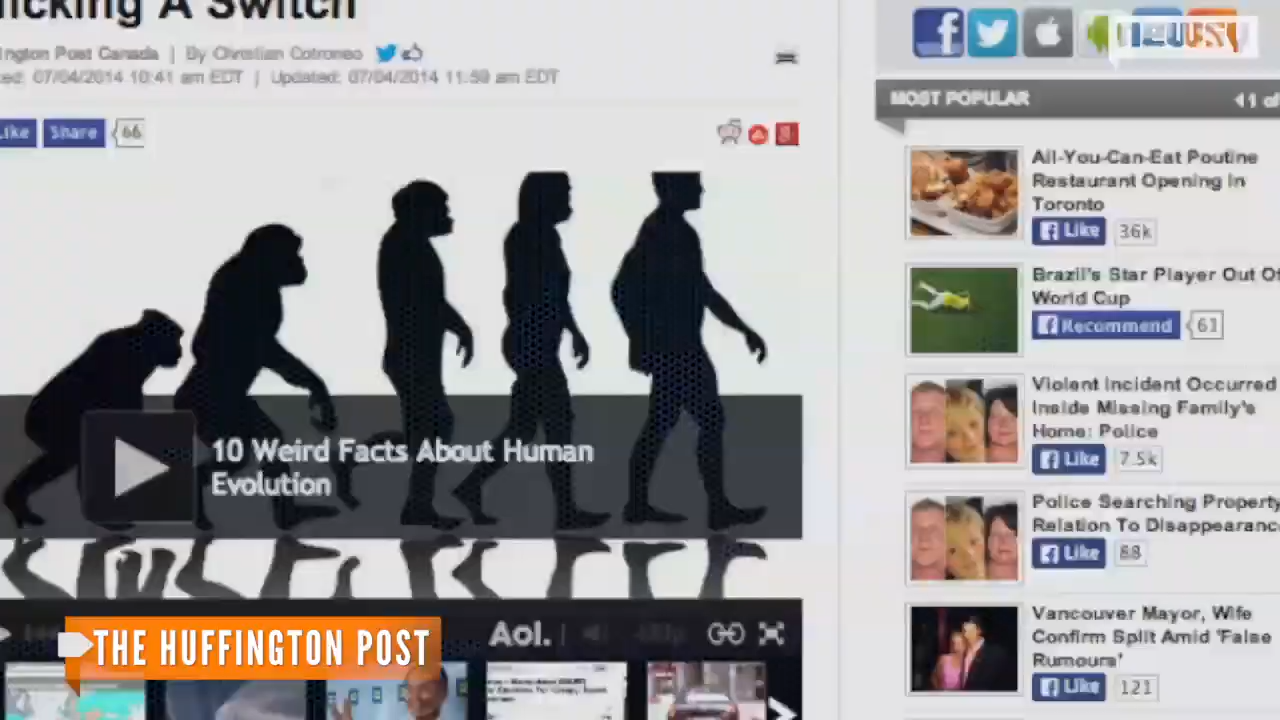 icking A Switch
ington Post Canada | By Christian Cotroneo
ted: 07/04/2014 10:41 am EDT | Updated: 07/04/2014 11:59 am EDT
Like Share 66
10 Weird Facts About Human
Evolution
Aol.
THE HUFFINGTON POST
MOST POPULAR
1 of
All-You-Can-Eat Poutine
Restaurant Opening In
Toronto
Like 36k
Brazil's Star Player Out Of
World Cup
Recommend 61
Violent Incident Occurred
Inside Missing Family's
Home: Police
Like 7.5k
Police Searching Property
Relation To Disappearance
Like 88
Vancouver Mayor, Wife
Confirm Split Amid 'False
Rumours'
Like 121